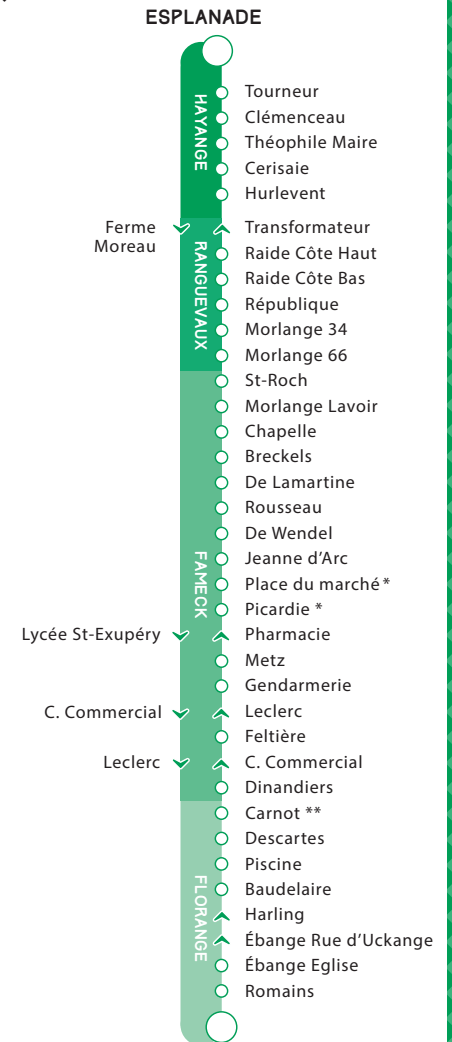 ESPLANADE
HAYANGE
Tourneur
Clémenceau
Théophile Maire
Cerisaie
Hurlevent
Ferme
Moreau
Transformateur
RANGUEVAUX
Raide Côte Haut
Raide Côte Bas
République
Morlange 34
Morlange 66
FAMECK
St-Roch
Morlange Lavoir
Chapelle
Breckels
De Lamartine
Rousseau
De Wendel
Jeanne d'Arc
Place du marché*
Picardie *
Lycée St-Exupéry
Pharmacie
Metz
Gendarmerie
C. Commercial
Leclerc
Feltière
Leclerc
C. Commercial
Dinandiers
FLORANGE
Carnot **
Descartes
Piscine
Baudelaire
Harling
Ébange Rue d'Uckange
Ébange Eglise
Romains